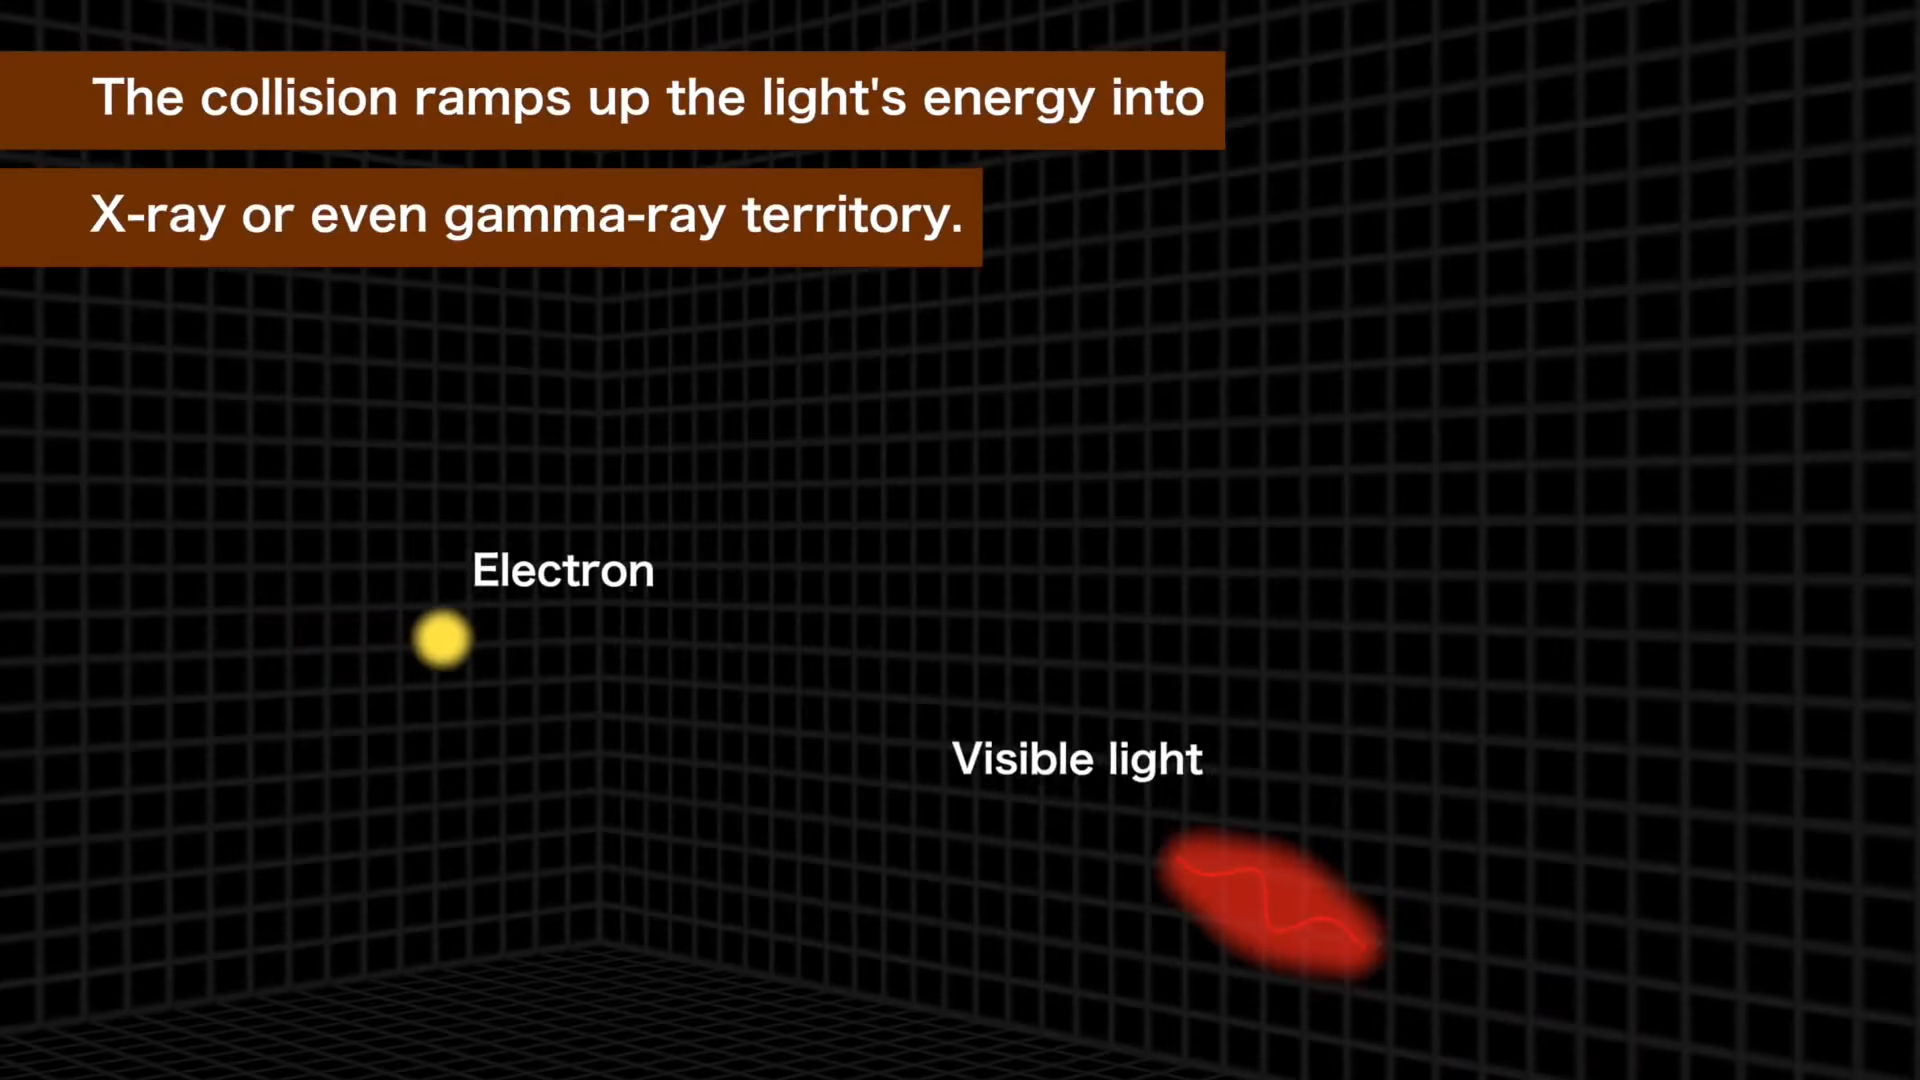 The collision ramps up the light's energy into
X-ray or even gamma-ray territory.
Electron
Visible light